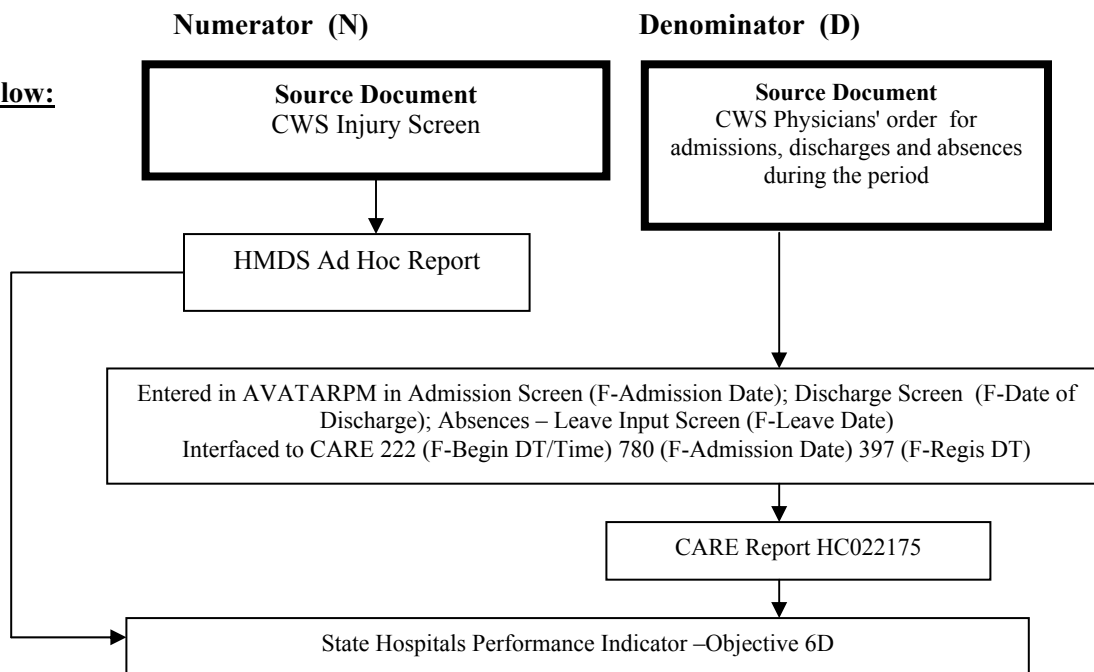 Numerator (N)
Denominator (D)
low:
Source Document
CWS Injury Screen
Source Document
CWS Physicians' order for
admissions, discharges and absences
during the period
HMDS Ad Hoc Report
Entered in AVATARPM in Admission Screen (F-Admission Date); Discharge Screen (F-Date of
Discharge); Absences – Leave Input Screen (F-Leave Date)
Interfaced to CARE 222 (F-Begin DT/Time) 780 (F-Admission Date) 397 (F-Regis DT)
CARE Report HC022175
State Hospitals Performance Indicator –Objective 6D